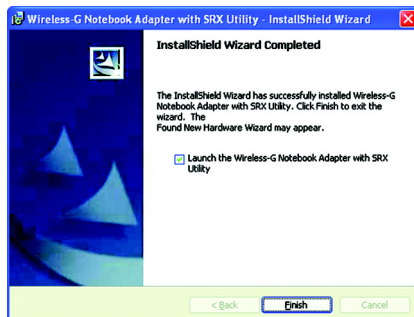 Wireless-G Notebook Adapter with SRX Utility - InstallShield Wizard
InstallShield Wizard Completed
The InstallShield Wizard has successfully installed Wireless-G
Notebook Adapter with SRX Utility. Click Finish to exit the
wizard. The
Found New Hardware Wizard may appear.
Launch the Wireless-G Notebook Adapter with SRX
Utility
< Back
Finish
Cancel